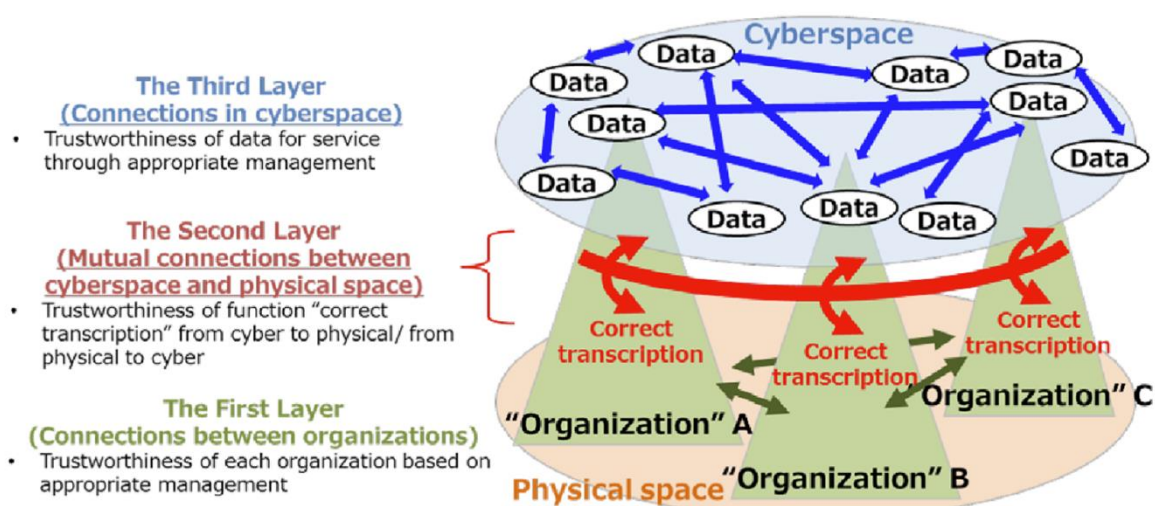 The Third Layer
(Connections in cyberspace)
• Trustworthiness of data for service
through appropriate management
The Second Layer
(Mutual connections between
cyberspace and physical space)
• Trustworthiness of function “correct
transcription” from cyber to physical/ from
physical to cyber
The First Layer
(Connections between organizations)
• Trustworthiness of each organization based on
appropriate management
Cyberspace
Data
Data
Data
Data
Data
Data
Data
Data
Data
Data
Data
Correct
transcription
Correct
transcription
Correct
transcription
“Organization” A
“Organization” B
“Organization” C
Physical space